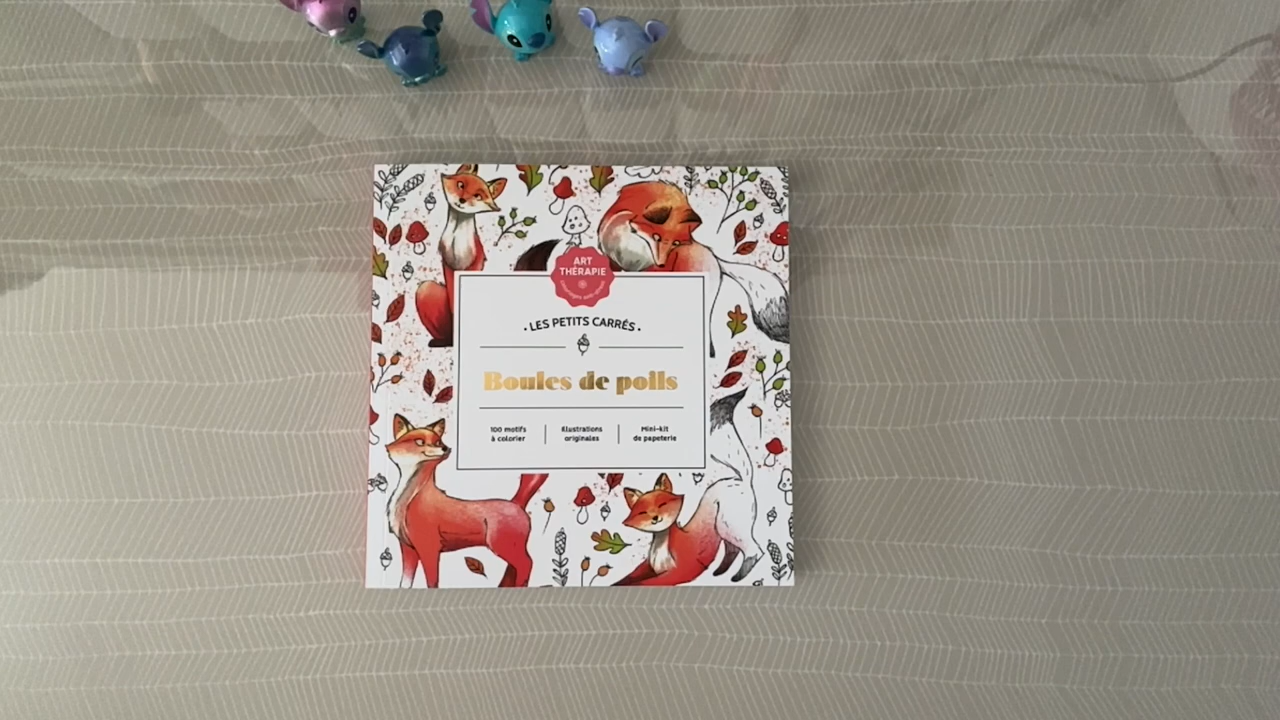 ART
THÉRAPIE
· LES PETITS CARRÉS ·
Boules de poils
100 motifs
à colorier
Illustrations
originales
Mini-kit
de papeterie